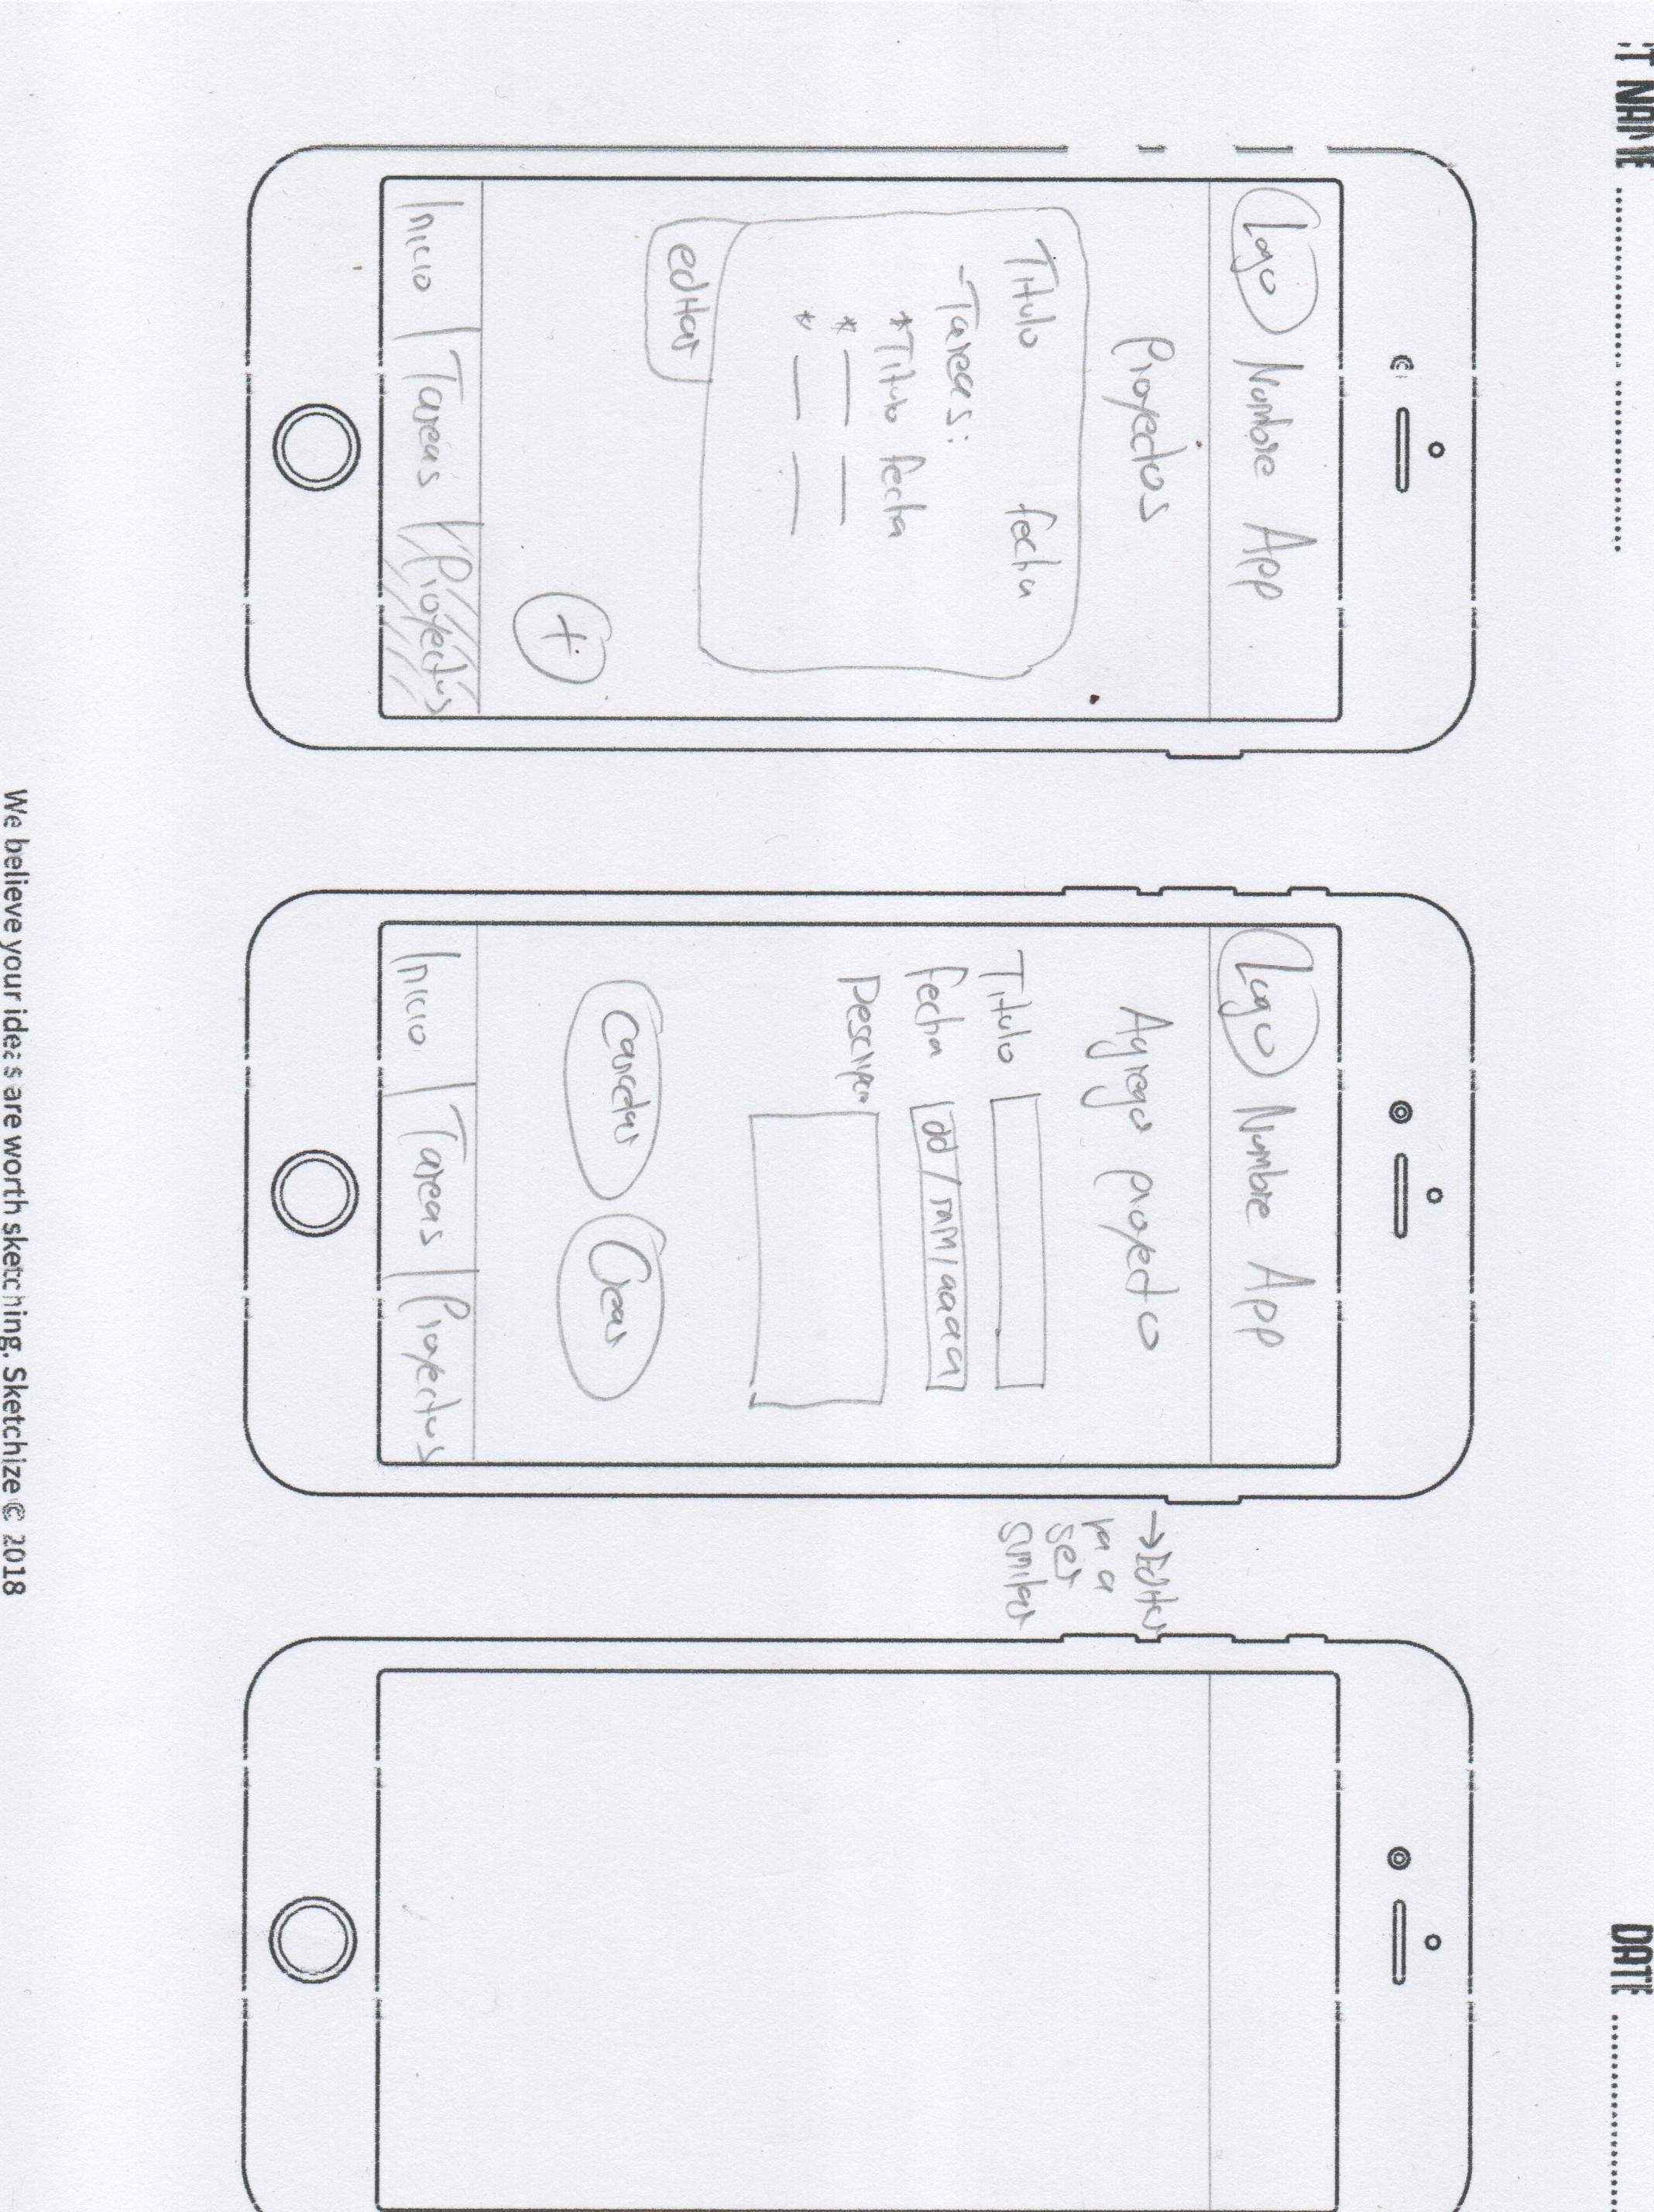 CT NAME
DATE
Logo Nombre App
Proyectos
Titulo fecha
-Tareas:
*Titulo fecha
*
*
editar
+
Inicio Tareas Proyectos
Logo Nombre App
Agrego proyecto
Titulo
fecha dd/mm/aaaa
Descripcn
Cancelar Crear
Inicio Tareas Proyectos
→Editar
va a
ser
similar
We believe your ideas are worth sketching. Sketchize © 2018